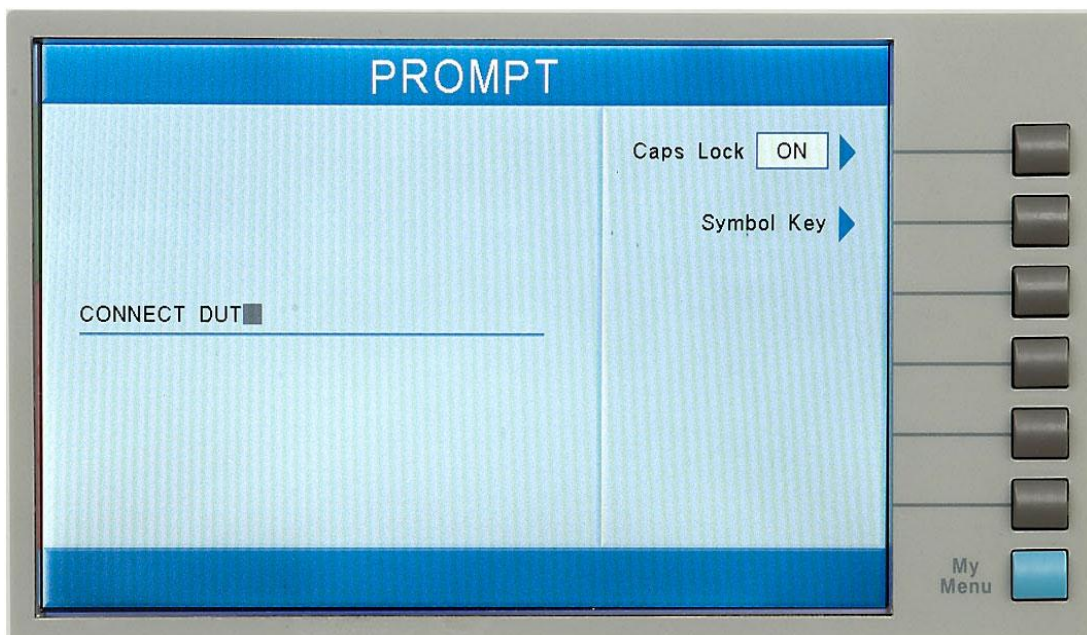 PROMPT
Caps Lock ON
Symbol Key
CONNECT DUT
My
Menu